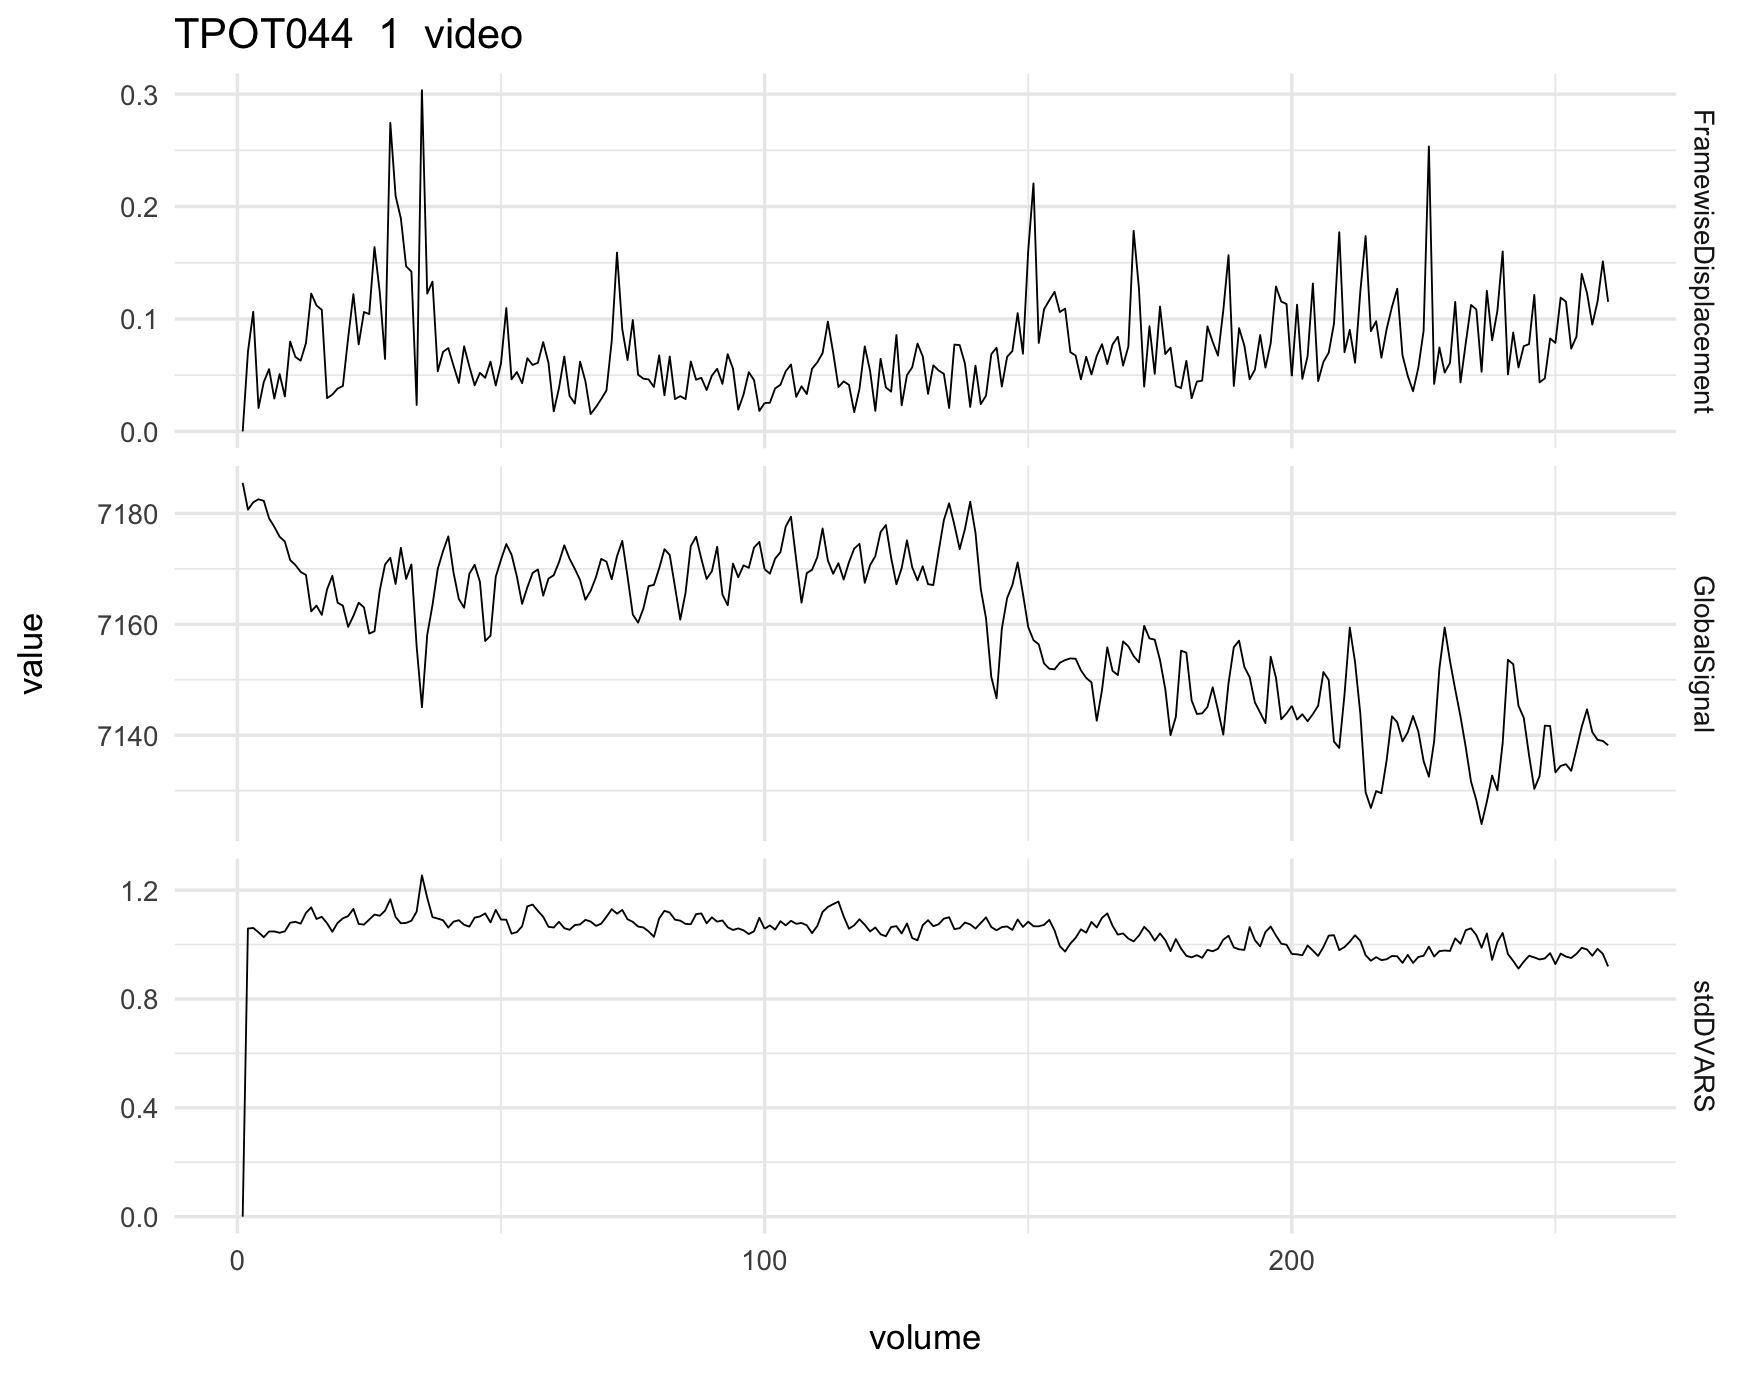 TPOT044 1 video
0.3
0.2
0.1
0.0
FramewiseDisplacement
7180
7160
7140
GlobalSignal
1.2
0.8
0.4
0.0
stdDVARS
0 100 200
volume
value